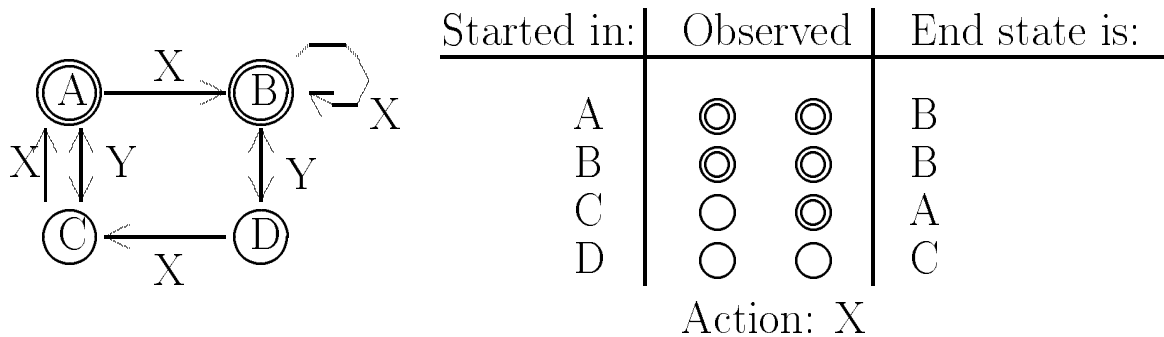 Started in: Observed End state is:
X
A B
X
X Y Y
C D
X
A B
B B
C A
D C
Action: X